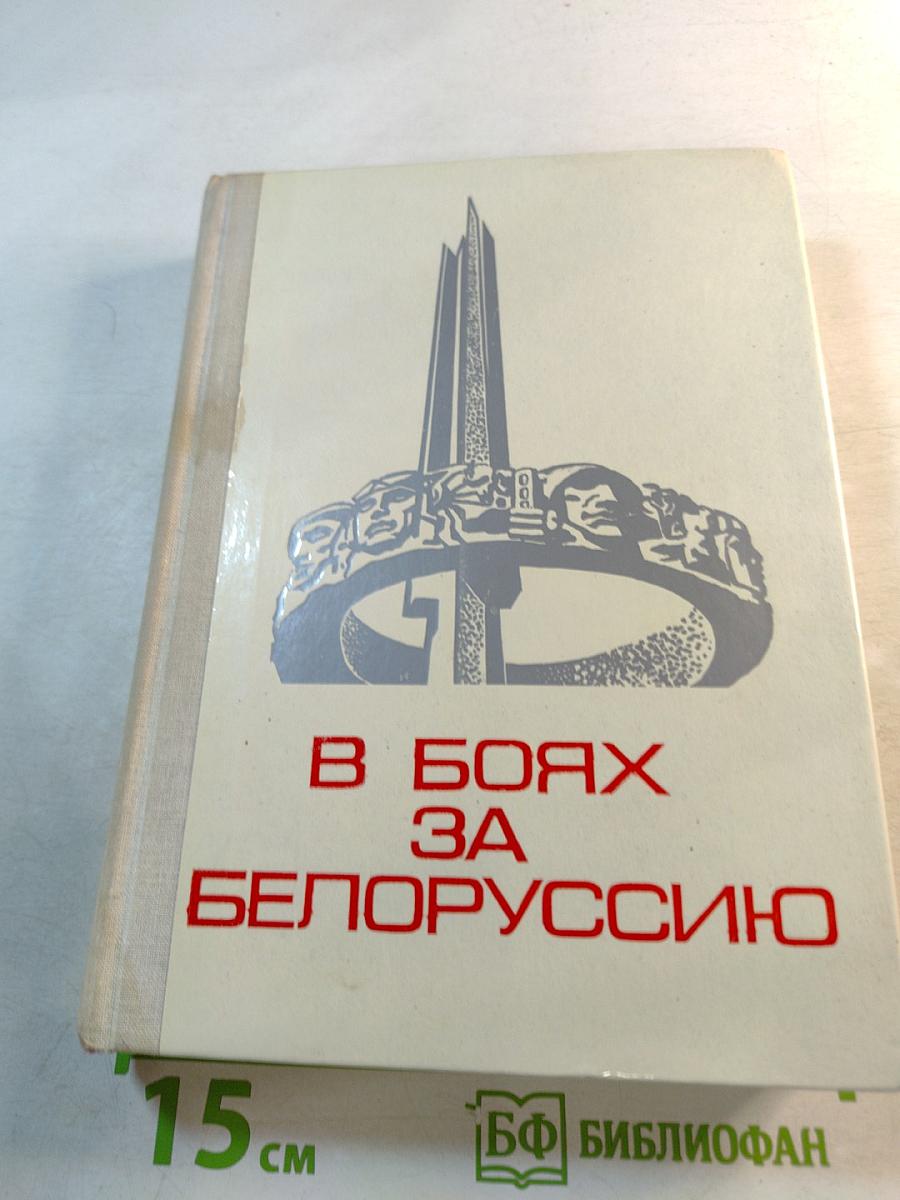 В БОЯХ
ЗА
БЕЛОРУССИЮ
15 см
БФ БИБЛИОФАН